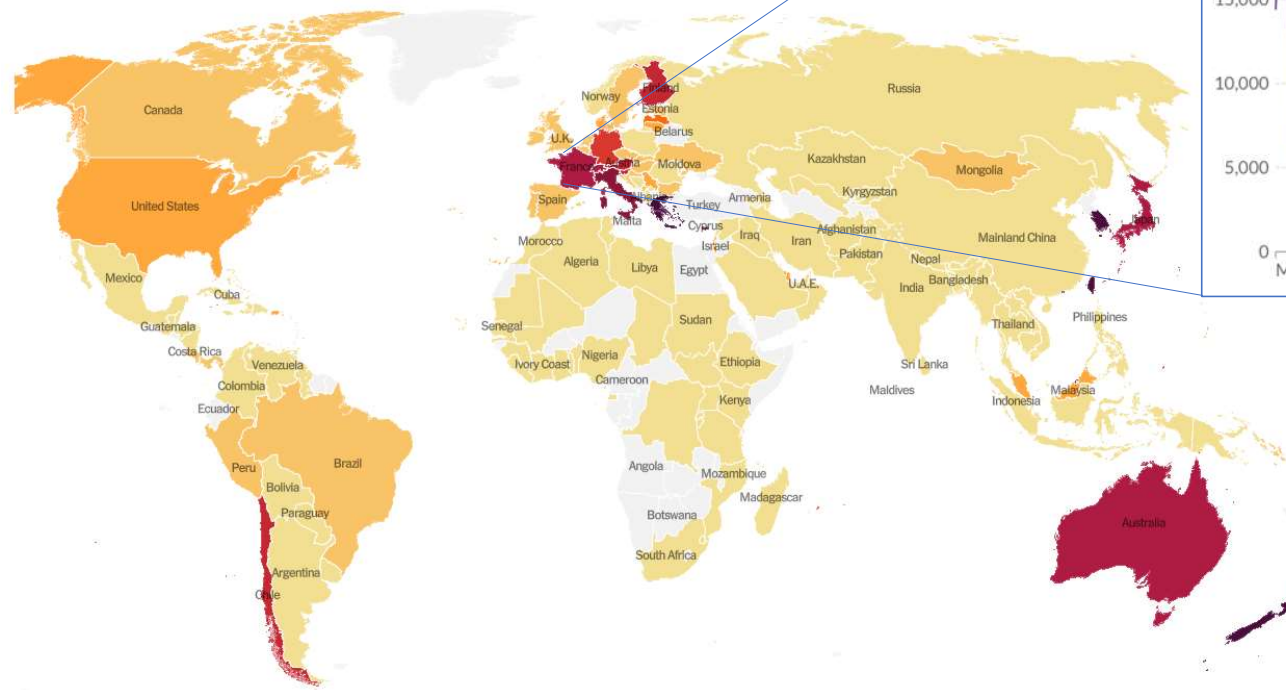 15,000
10,000
5,000
0
M
Canada
United States
Mexico
Cuba
Guatemala
Costa Rica
Venezuela
Colombia
Ecuador
Peru
Brazil
Bolivia
Paraguay
Argentina
Chile
Norway
Finland
Estonia
U.K.
Belarus
France
Austria
Moldova
Spain
Albania
Turkey
Armenia
Malta
Cyprus
Morocco
Israel
Iraq
Iran
Algeria
Libya
Egypt
U.A.E.
Senegal
Sudan
Ivory Coast
Nigeria
Ethiopia
Cameroon
Kenya
Angola
Mozambique
Madagascar
Botswana
South Africa
Russia
Kazakhstan
Mongolia
Kyrgyzstan
Afghanistan
Pakistan
Mainland China
Japan
Nepal
India
Bangladesh
Thailand
Philippines
Sri Lanka
Maldives
Malaysia
Indonesia
Australia